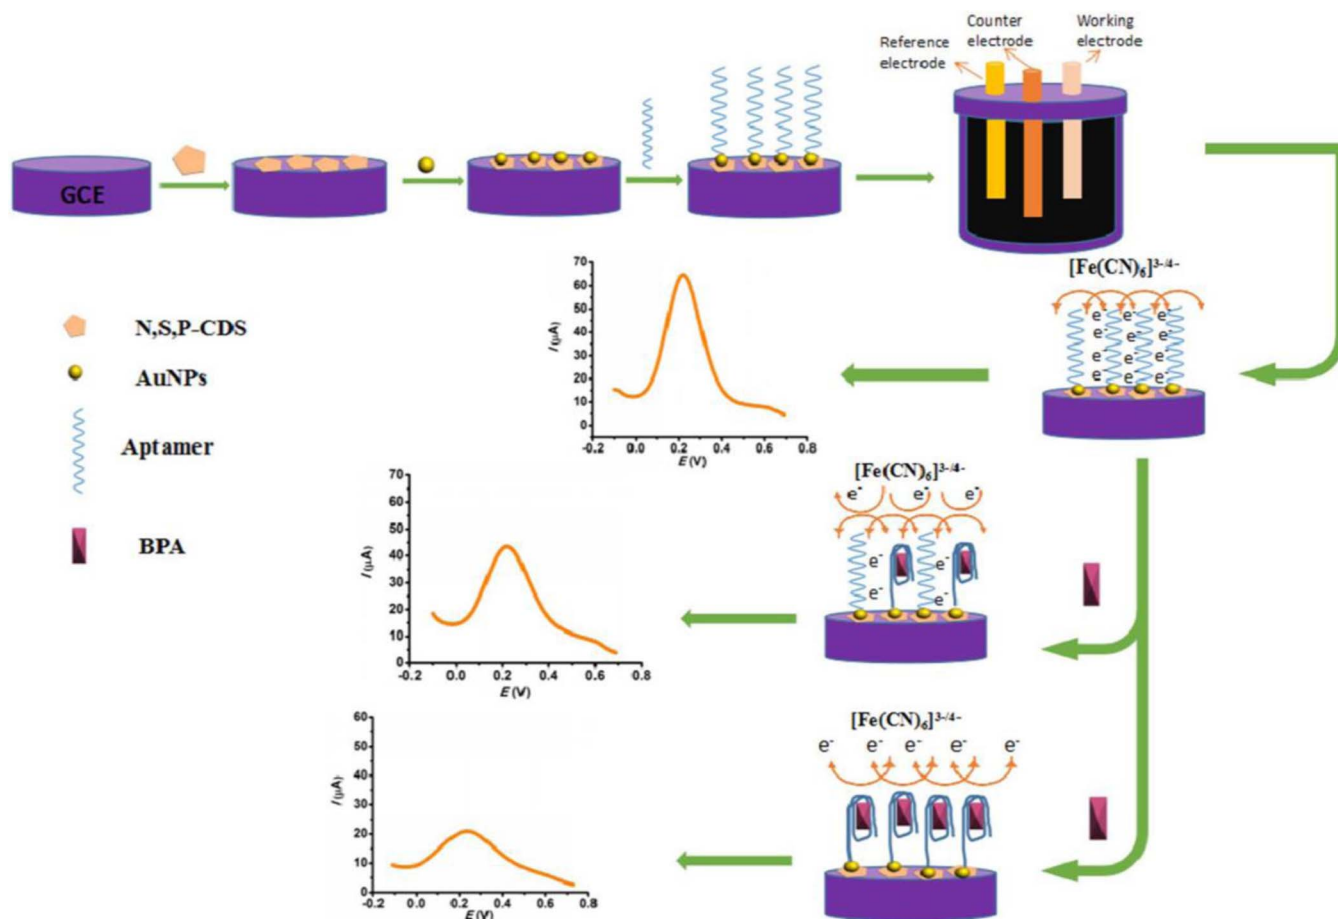 Counter
electrode
Working
electrode
Reference
electrode
GCE
[Fe(CN)₆]³⁻/⁴⁻
e⁻ e⁻ e⁻
e⁻ e⁻ e⁻
e⁻ e⁻ e⁻
e⁻ e⁻ e⁻
N,S,P-CDS
AuNPs
Aptamer
BPA
I (μA)
70
60
50
40
30
20
10
0
-0.2 0.0 0.2 0.4 0.6 0.8
E (V)
[Fe(CN)₆]³⁻/⁴⁻
e⁻ e⁻ e⁻
e⁻ e⁻
e⁻ e⁻
I (μA)
70
60
50
40
30
20
10
0
-0.2 0.0 0.2 0.4 0.6 0.8
E (V)
[Fe(CN)₆]³⁻/⁴⁻
e⁻ e⁻ e⁻ e⁻ e⁻
I (μA)
60
50
40
30
20
10
0
-0.2 0.0 0.2 0.4 0.6 0.8
E (V)